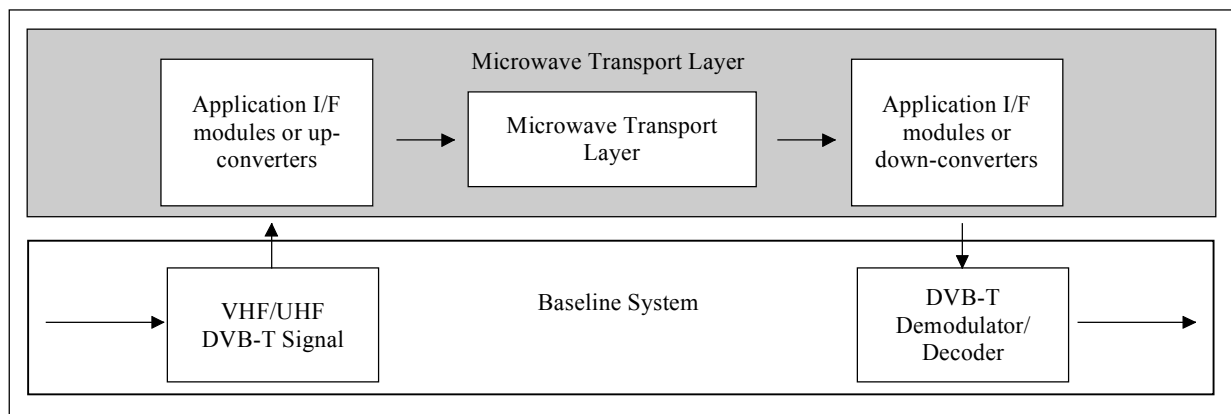 Microwave Transport Layer
Application I/F
modules or up-
converters
Microwave Transport
Layer
Application I/F
modules or
down-converters
VHF/UHF
DVB-T Signal
Baseline System
DVB-T
Demodulator/
Decoder